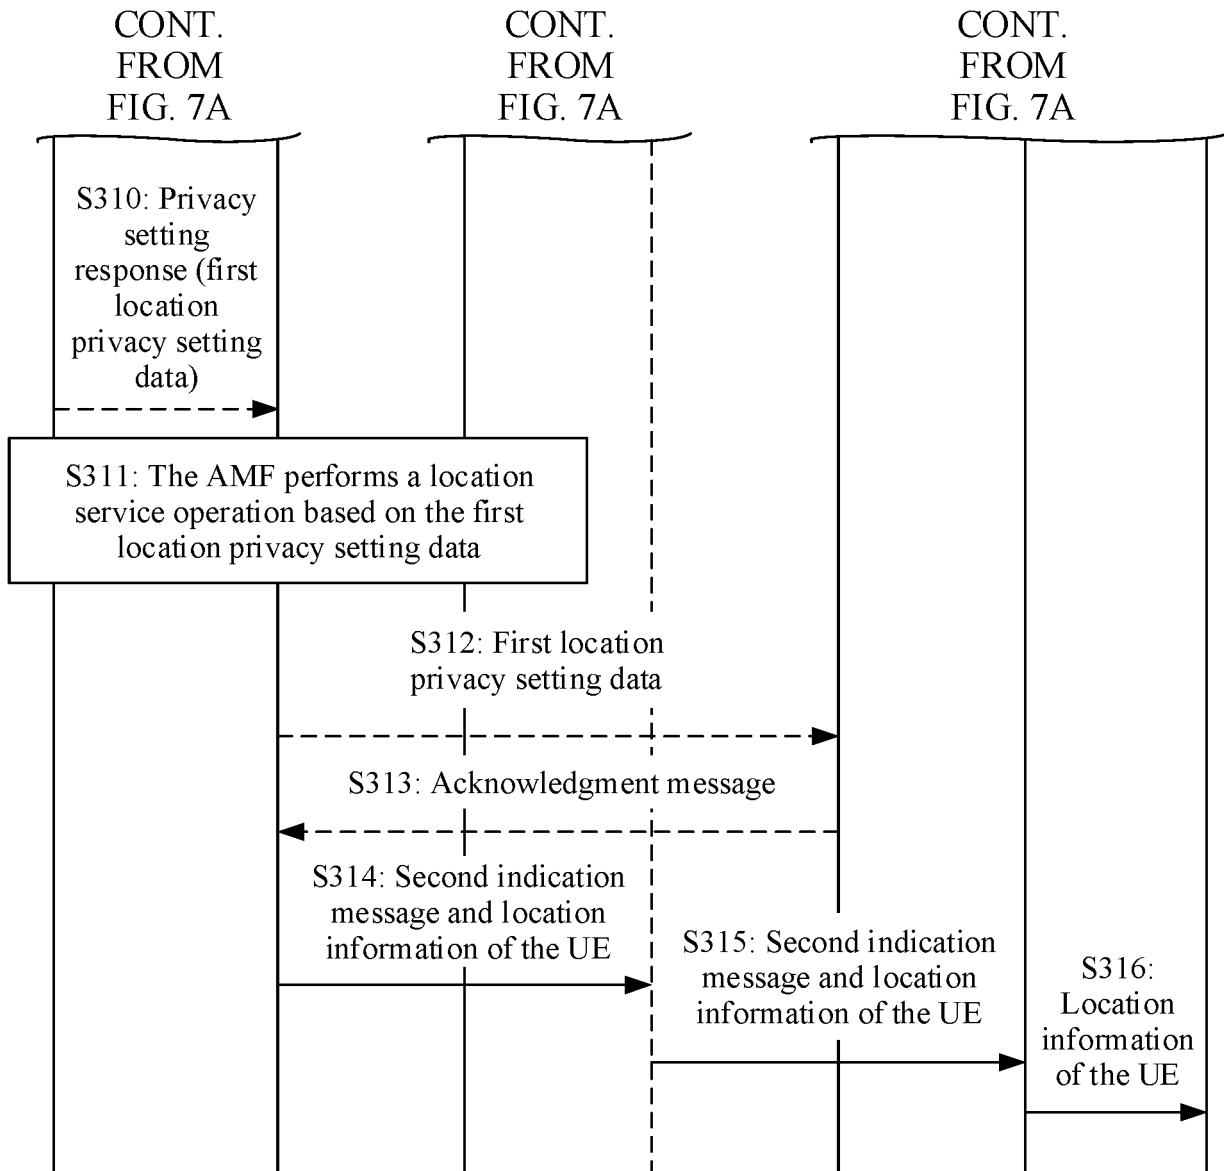 CONT.
FROM
FIG. 7A
CONT.
FROM
FIG. 7A
CONT.
FROM
FIG. 7A
S310: Privacy
setting
response (first
location
privacy setting
data)
S311: The AMF performs a location
service operation based on the first
location privacy setting data
S312: First location
privacy setting data
S313: Acknowledgment message
S314: Second indication
message and location
information of the UE
S315: Second indication
message and location
information of the UE
S316:
Location
information
of the UE